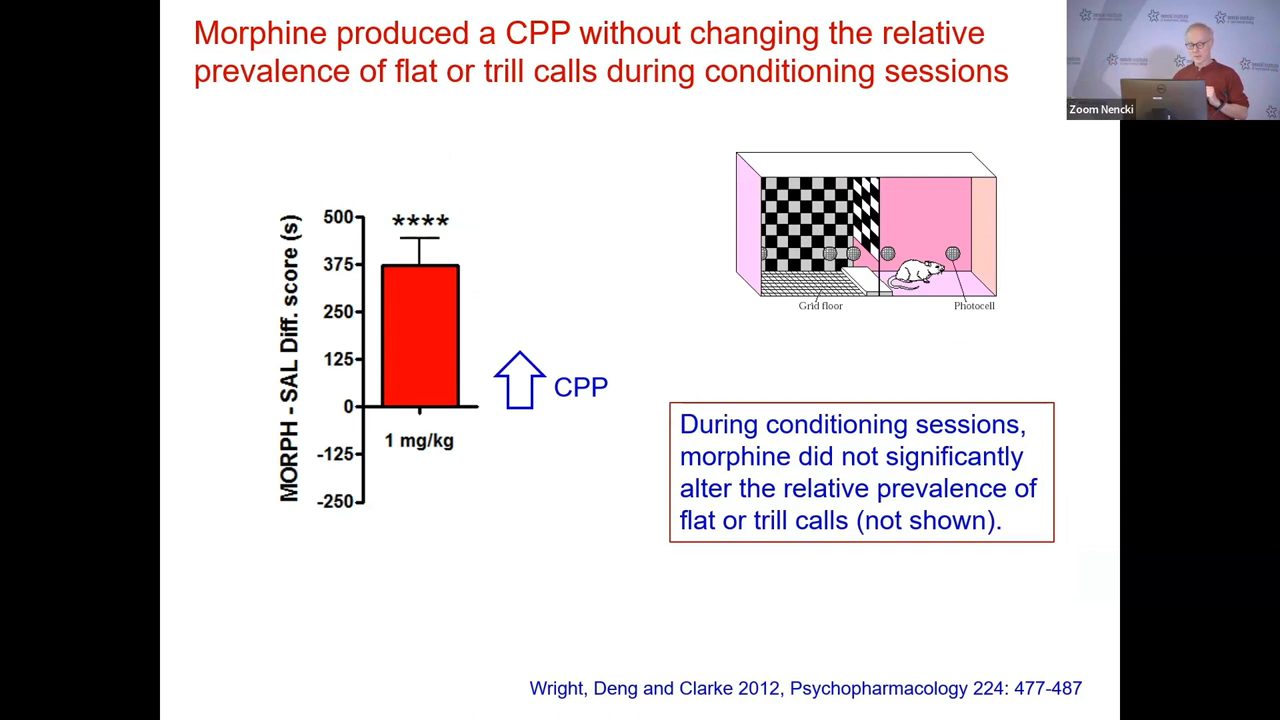 Morphine produced a CPP without changing the relative
prevalence of flat or trill calls during conditioning sessions
Zoom Nencki
MORPH - SAL Diff. score (s)
500
375
250
125
0
-125
-250
****
1 mg/kg
CPP
Grid floor
Photocell
During conditioning sessions,
morphine did not significantly
alter the relative prevalence of
flat or trill calls (not shown).
Wright, Deng and Clarke 2012, Psychopharmacology 224: 477-487